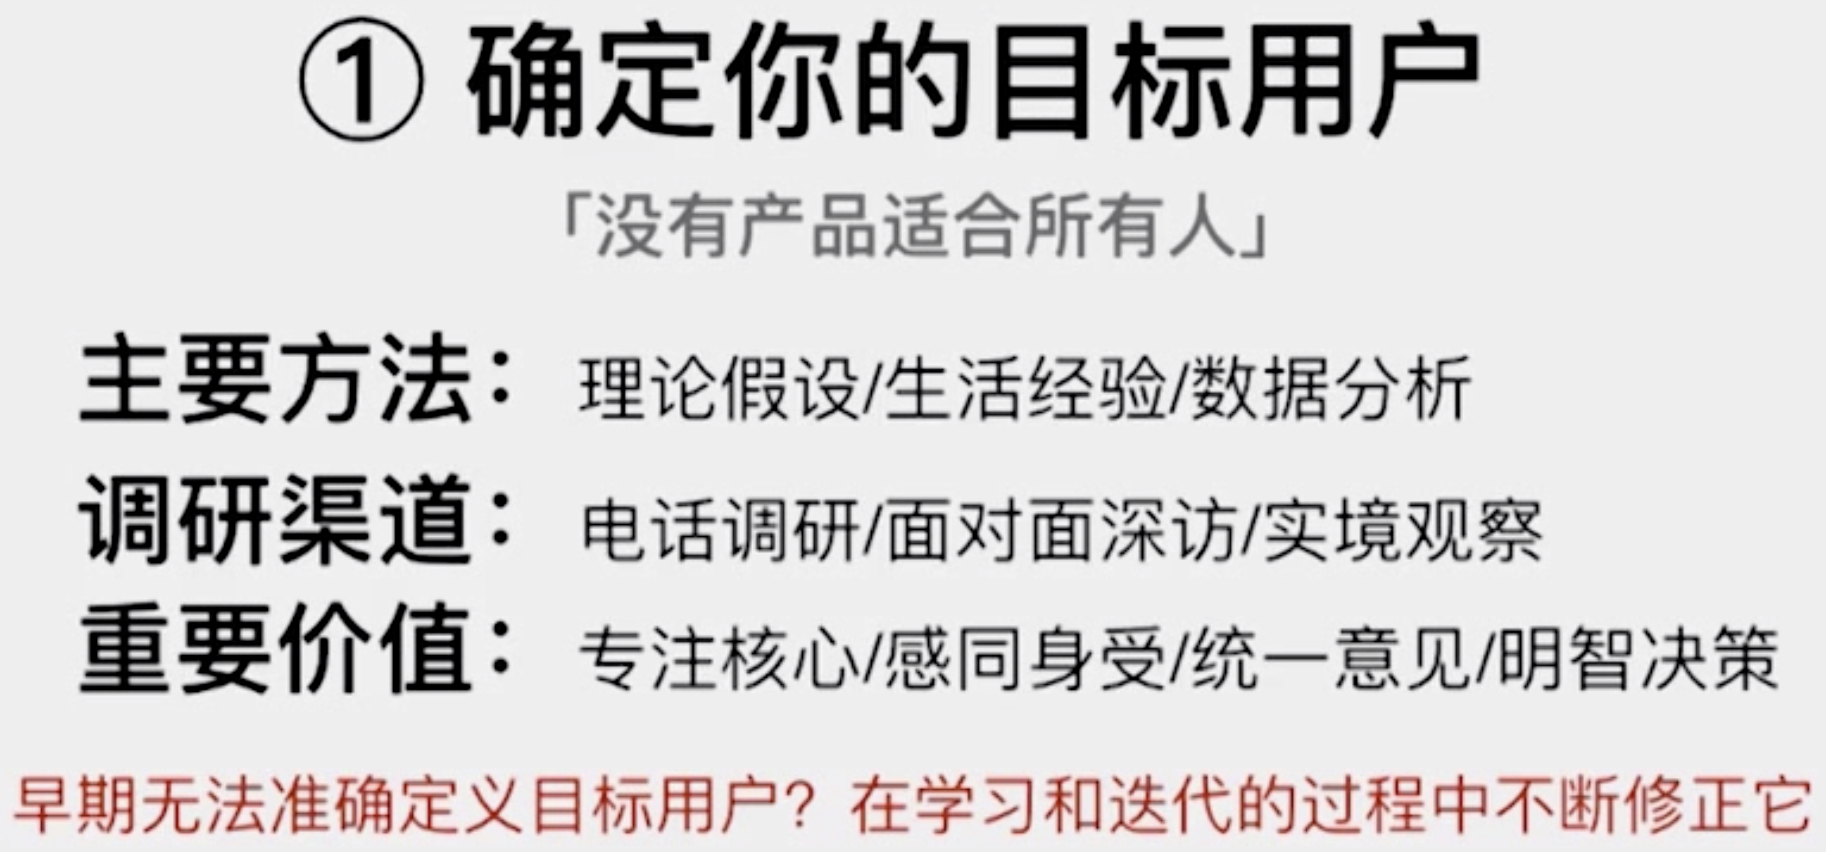 ① 确定你的目标用户
「没有产品适合所有人」
主要方法：理论假设/生活经验/数据分析
调研渠道：电话调研/面对面深访/实境观察
重要价值：专注核心/感同身受/统一意见/明智决策
早期无法准确定义目标用户？在学习和迭代的过程中不断修正它